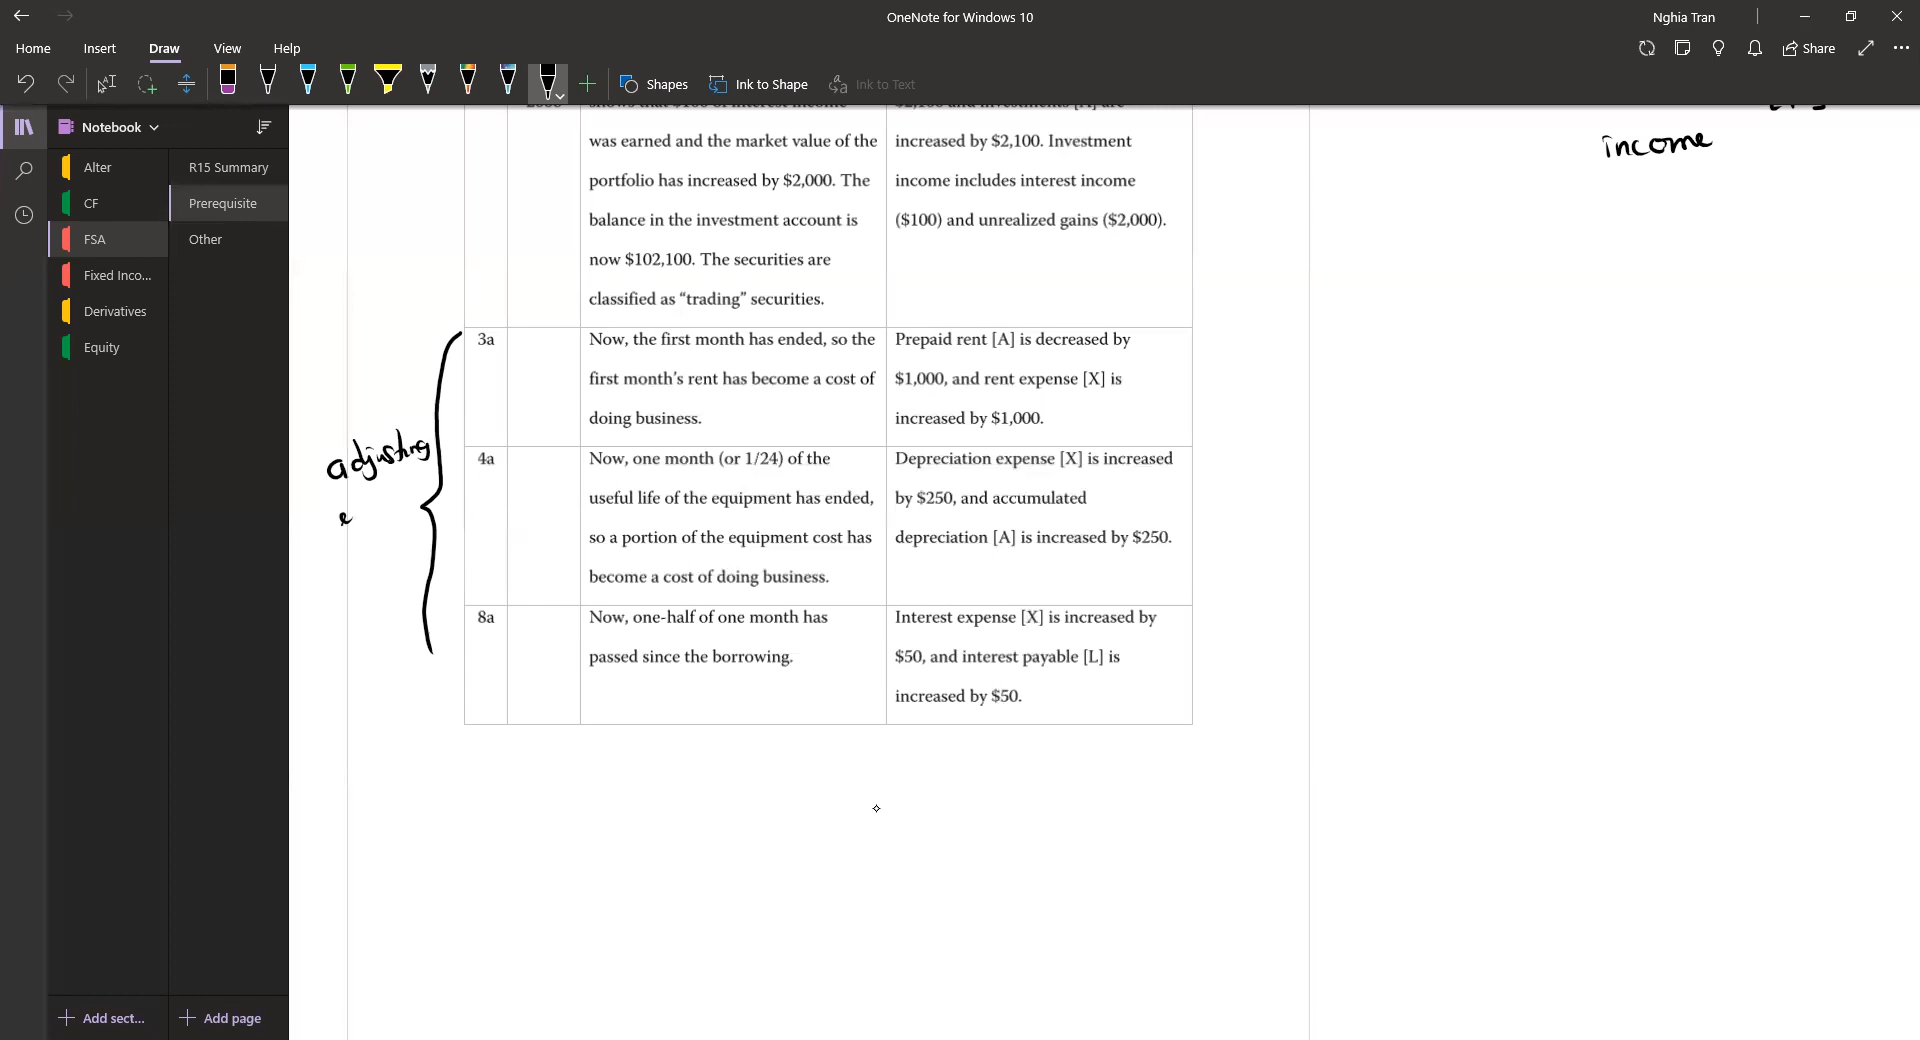 OneNote for Windows 10
Nghia Tran
Home Insert Draw View Help
Share
Shapes
Ink to Shape
Ink to Text
Notebook
Alter
CF
FSA
Fixed Inco...
Derivatives
Equity
R15 Summary
Prerequisite
Other
Add sect...
Add page
was earned and the market value of the
portfolio has increased by $2,000. The
balance in the investment account is
now $102,100. The securities are
classified as “trading” securities.
increased by $2,100. Investment
income includes interest income
($100) and unrealized gains ($2,000).
3a
Now, the first month has ended, so the
first month’s rent has become a cost of
doing business.
Prepaid rent [A] is decreased by
$1,000, and rent expense [X] is
increased by $1,000.
4a
Now, one month (or 1/24) of the
useful life of the equipment has ended,
so a portion of the equipment cost has
become a cost of doing business.
Depreciation expense [X] is increased
by $250, and accumulated
depreciation [A] is increased by $250.
8a
Now, one-half of one month has
passed since the borrowing.
Interest expense [X] is increased by
$50, and interest payable [L] is
increased by $50.
adjusting
e
income